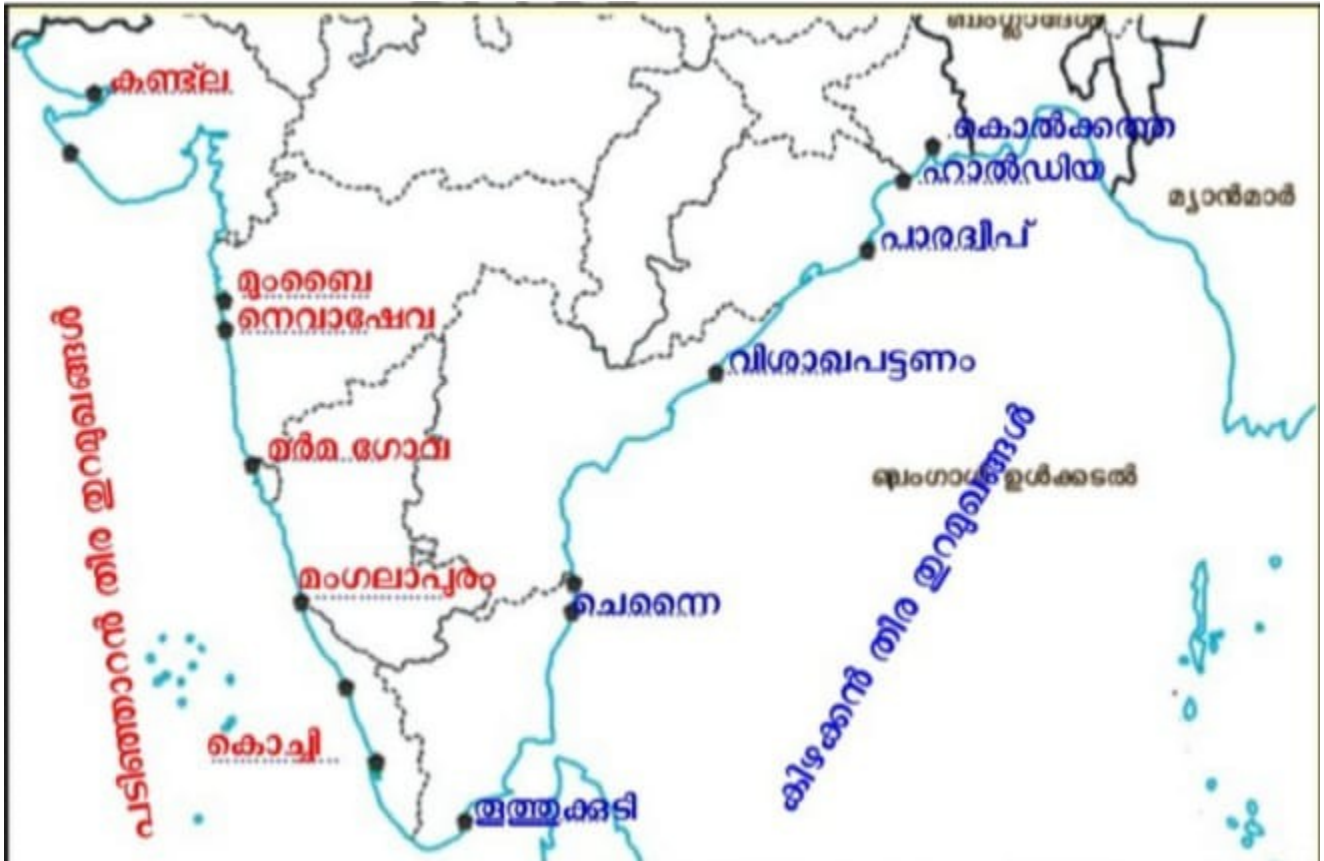 ബംഗ്ലാദേശ്
കണ്ട്ല
കൊൽക്കത്ത
ഹാൽഡിയ
മ്യാൻമാർ
പാരദ്വീപ്
മുംബൈ
നെവാഷേവ
വിശാഖപട്ടണം
മർമ ഗോവ
ബംഗാൾ ഉൾക്കടൽ
മംഗലാപുരം
ചെന്നൈ
കൊച്ചി
തൂത്തുക്കുടി
പടിഞ്ഞാറൻ തീര തുറമുഖങ്ങൾ
കിഴക്കൻ തീര തുറമുഖങ്ങൾ